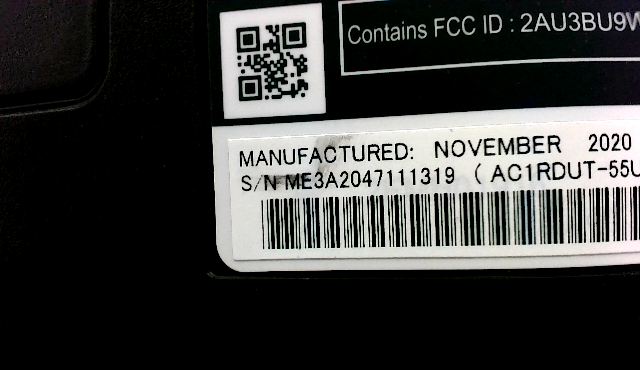 Contains FCC ID : 2AU3BU9W
MANUFACTURED: NOVEMBER 2020
S/N ME3A2047111319 ( AC1RDUT-55U